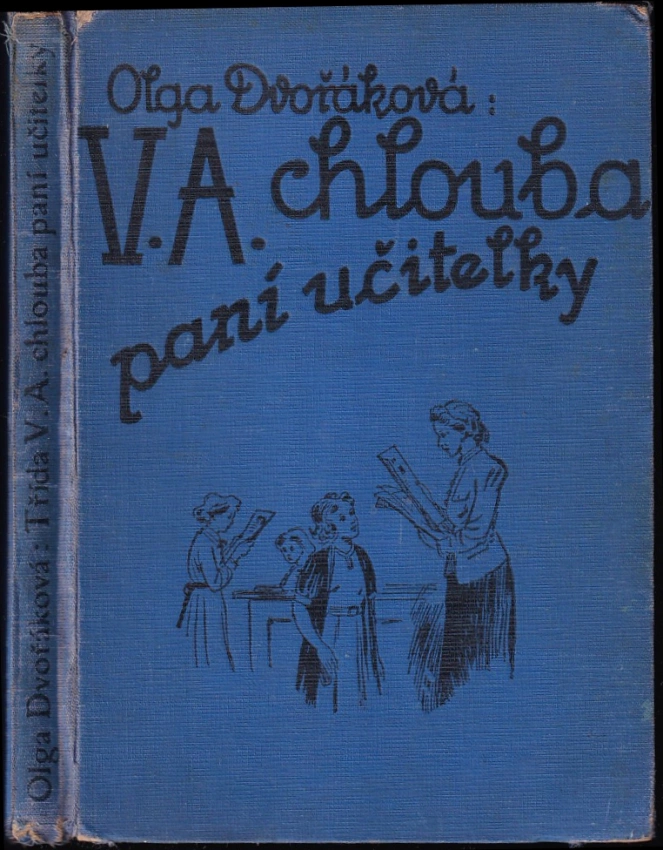 Olga Dvořáková:
V. A. chlouba
paní učitelky
Olga Dvořáková: Třída V. A. chlouba paní učitelky